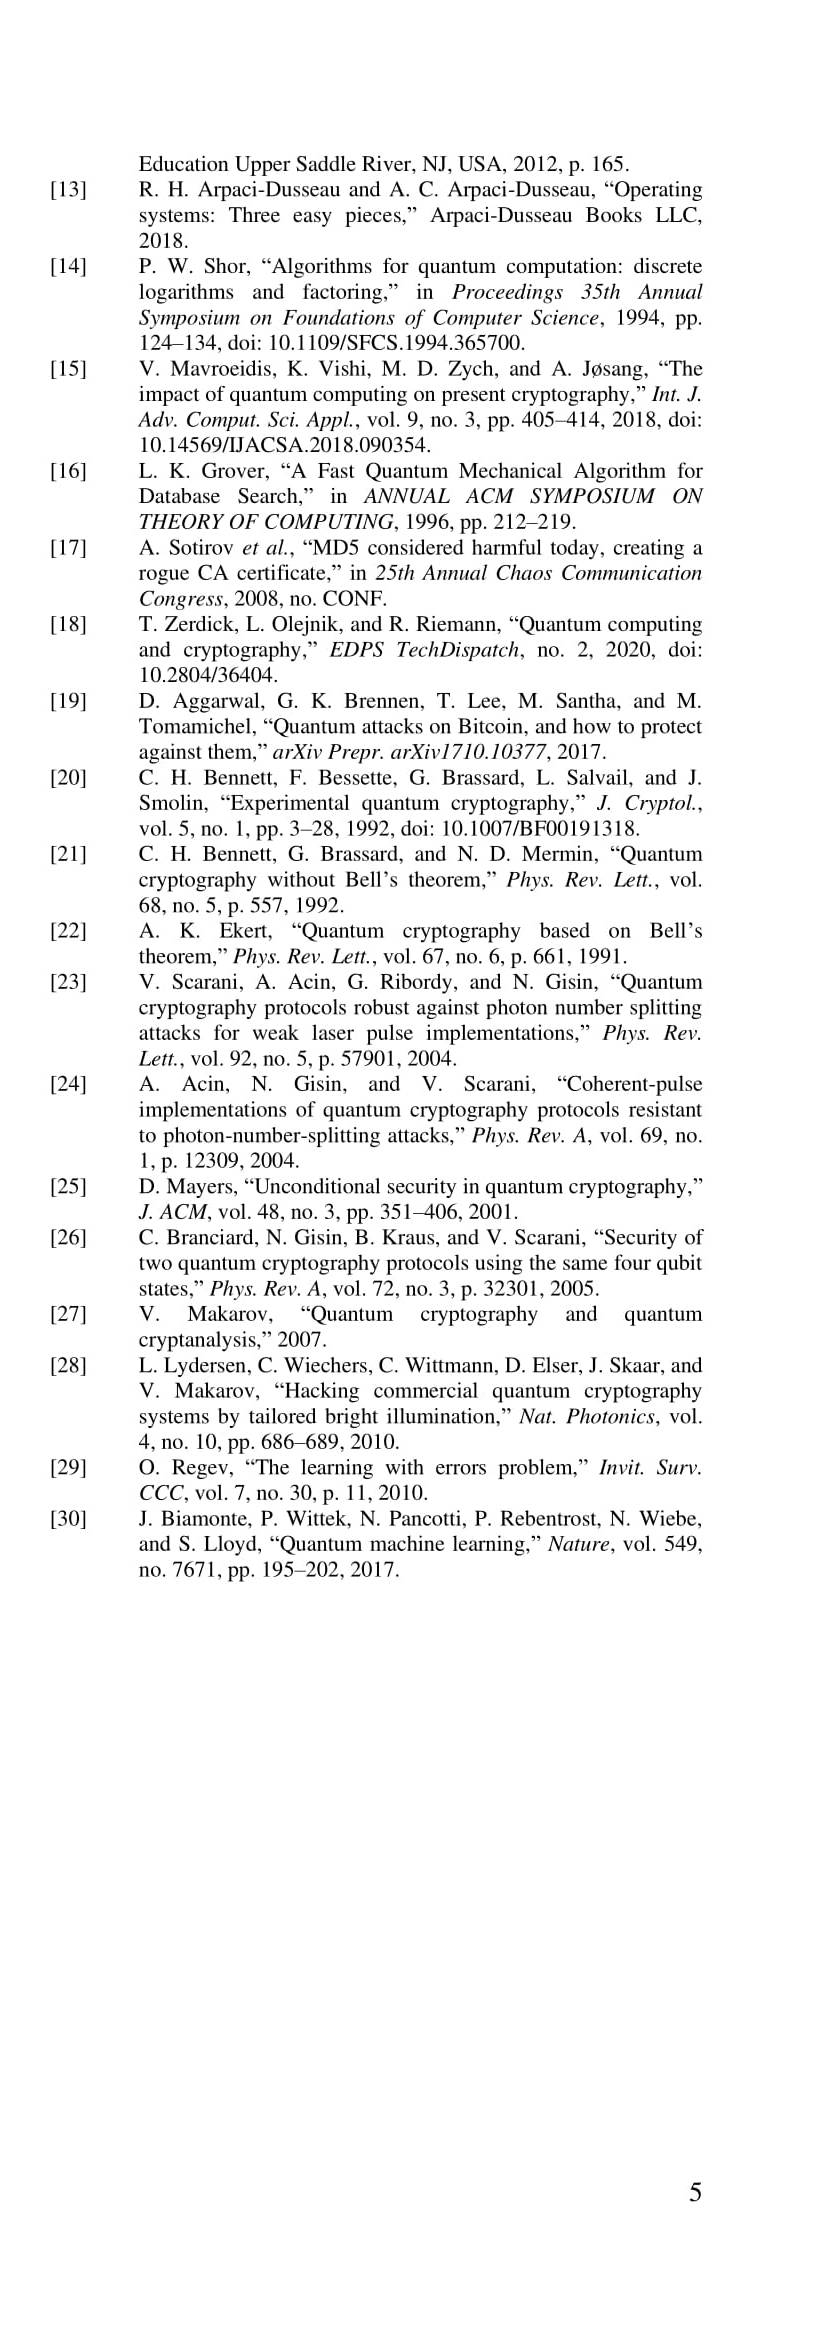 Education Upper Saddle River, NJ, USA, 2012, p. 165.
[13] R. H. Arpaci-Dusseau and A. C. Arpaci-Dusseau, “Operating
systems: Three easy pieces,” Arpaci-Dusseau Books LLC,
2018.
[14] P. W. Shor, “Algorithms for quantum computation: discrete
logarithms and factoring,” in Proceedings 35th Annual
Symposium on Foundations of Computer Science, 1994, pp.
124–134, doi: 10.1109/SFCS.1994.365700.
[15] V. Mavroeidis, K. Vishi, M. D. Zych, and A. Jøsang, “The
impact of quantum computing on present cryptography,” Int. J.
Adv. Comput. Sci. Appl., vol. 9, no. 3, pp. 405–414, 2018, doi:
10.14569/IJACSA.2018.090354.
[16] L. K. Grover, “A Fast Quantum Mechanical Algorithm for
Database Search,” in ANNUAL ACM SYMPOSIUM ON
THEORY OF COMPUTING, 1996, pp. 212–219.
[17] A. Sotirov et al., “MD5 considered harmful today, creating a
rogue CA certificate,” in 25th Annual Chaos Communication
Congress, 2008, no. CONF.
[18] T. Zerdick, L. Olejnik, and R. Riemann, “Quantum computing
and cryptography,” EDPS TechDispatch, no. 2, 2020, doi:
10.2804/36404.
[19] D. Aggarwal, G. K. Brennen, T. Lee, M. Santha, and M.
Tomamichel, “Quantum attacks on Bitcoin, and how to protect
against them,” arXiv Prepr. arXiv1710.10377, 2017.
[20] C. H. Bennett, F. Bessette, G. Brassard, L. Salvail, and J.
Smolin, “Experimental quantum cryptography,” J. Cryptol.,
vol. 5, no. 1, pp. 3–28, 1992, doi: 10.1007/BF00191318.
[21] C. H. Bennett, G. Brassard, and N. D. Mermin, “Quantum
cryptography without Bell’s theorem,” Phys. Rev. Lett., vol.
68, no. 5, p. 557, 1992.
[22] A. K. Ekert, “Quantum cryptography based on Bell’s
theorem,” Phys. Rev. Lett., vol. 67, no. 6, p. 661, 1991.
[23] V. Scarani, A. Acin, G. Ribordy, and N. Gisin, “Quantum
cryptography protocols robust against photon number splitting
attacks for weak laser pulse implementations,” Phys. Rev.
Lett., vol. 92, no. 5, p. 57901, 2004.
[24] A. Acin, N. Gisin, and V. Scarani, “Coherent-pulse
implementations of quantum cryptography protocols resistant
to photon-number-splitting attacks,” Phys. Rev. A, vol. 69, no.
1, p. 12309, 2004.
[25] D. Mayers, “Unconditional security in quantum cryptography,”
J. ACM, vol. 48, no. 3, pp. 351–406, 2001.
[26] C. Branciard, N. Gisin, B. Kraus, and V. Scarani, “Security of
two quantum cryptography protocols using the same four qubit
states,” Phys. Rev. A, vol. 72, no. 3, p. 32301, 2005.
[27] V. Makarov, “Quantum cryptography and quantum
cryptanalysis,” 2007.
[28] L. Lydersen, C. Wiechers, C. Wittmann, D. Elser, J. Skaar, and
V. Makarov, “Hacking commercial quantum cryptography
systems by tailored bright illumination,” Nat. Photonics, vol.
4, no. 10, pp. 686–689, 2010.
[29] O. Regev, “The learning with errors problem,” Invit. Surv.
CCC, vol. 7, no. 30, p. 11, 2010.
[30] J. Biamonte, P. Wittek, N. Pancotti, P. Rebentrost, N. Wiebe,
and S. Lloyd, “Quantum machine learning,” Nature, vol. 549,
no. 7671, pp. 195–202, 2017.
5